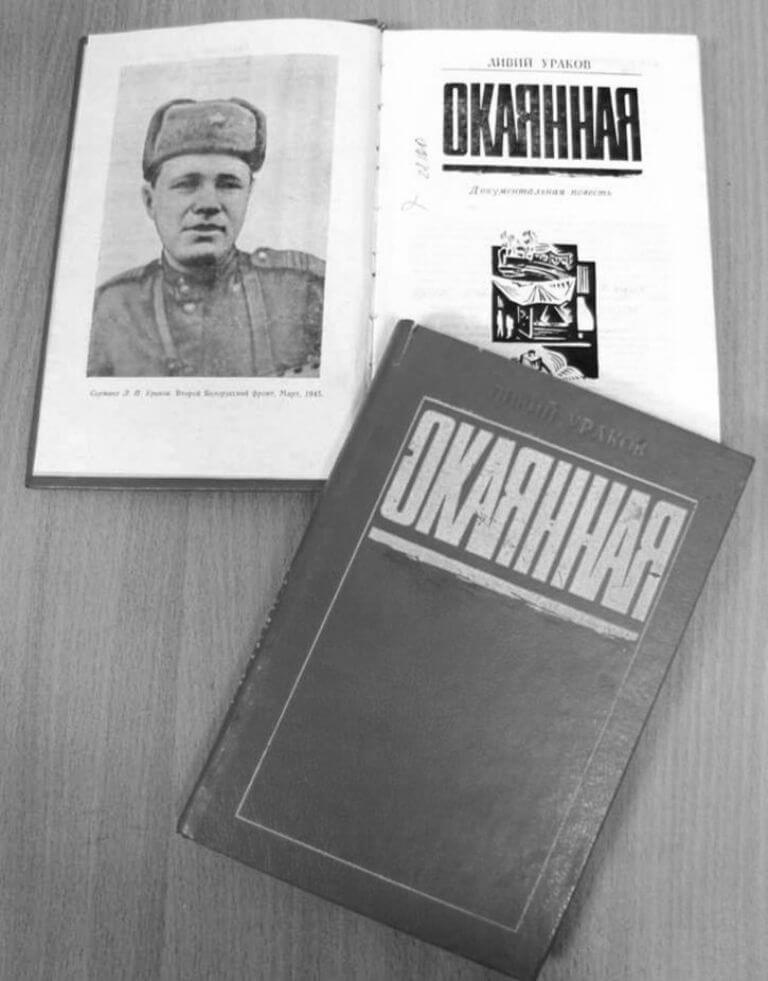 Сержант Л. В. Ураков. Второй Белорусский фронт. Март, 1945.
ЛИВИЙ УРАКОВ
ОКАЯННАЯ
Документальная повесть
ЛИВИЙ УРАКОВ
ОКАЯННАЯ